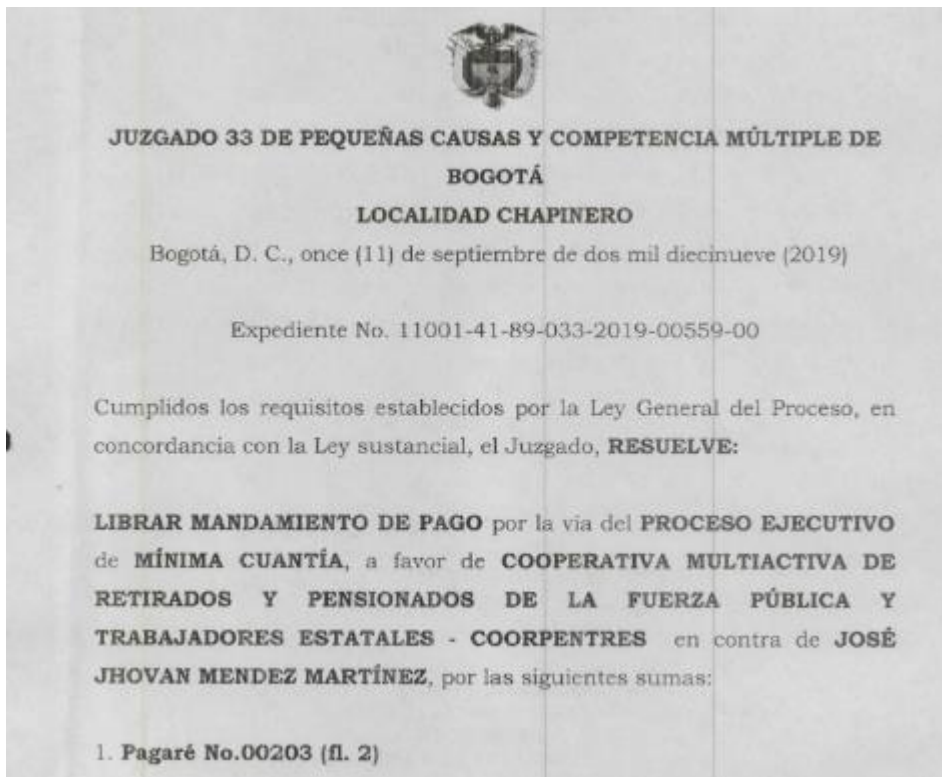 JUZGADO 33 DE PEQUEÑAS CAUSAS Y COMPETENCIA MÚLTIPLE DE
BOGOTÁ
LOCALIDAD CHAPINERO
Bogotá, D. C., once (11) de septiembre de dos mil diecinueve (2019)
Expediente No. 11001-41-89-033-2019-00559-00
Cumplidos los requisitos establecidos por la Ley General del Proceso, en
concordancia con la Ley sustancial, el Juzgado, RESUELVE:
LIBRAR MANDAMIENTO DE PAGO por la via del PROCESO EJECUTIVO
de MÍNIMA CUANTÍA, a favor de COOPERATIVA MULTIACTIVA DE
RETIRADOS Y PENSIONADOS DE LA FUERZA PÚBLICA Y
TRABAJADORES ESTATALES - COORPENTRES en contra de JOSÉ
JHOVAN MENDEZ MARTÍNEZ, por las siguientes sumas:
1. Pagaré No.00203 (fl. 2)